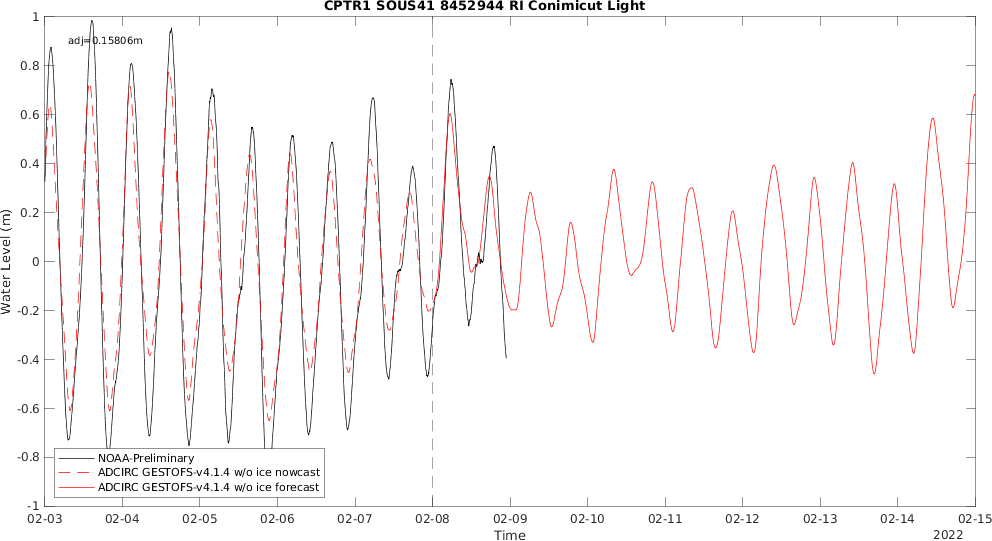 CPTR1 SOUS41 8452944 RI Conimicut Light
adj=0.15806m
1
0.8
0.6
0.4
0.2
0
-0.2
-0.4
-0.6
-0.8
-1
Water Level (m)
NOAA-Preliminary
ADCIRC GESTOFS-v4.1.4 w/o ice nowcast
ADCIRC GESTOFS-v4.1.4 w/o ice forecast
02-03 02-04 02-05 02-06 02-07 02-08 02-09 02-10 02-11 02-12 02-13 02-14 02-15
Time
2022